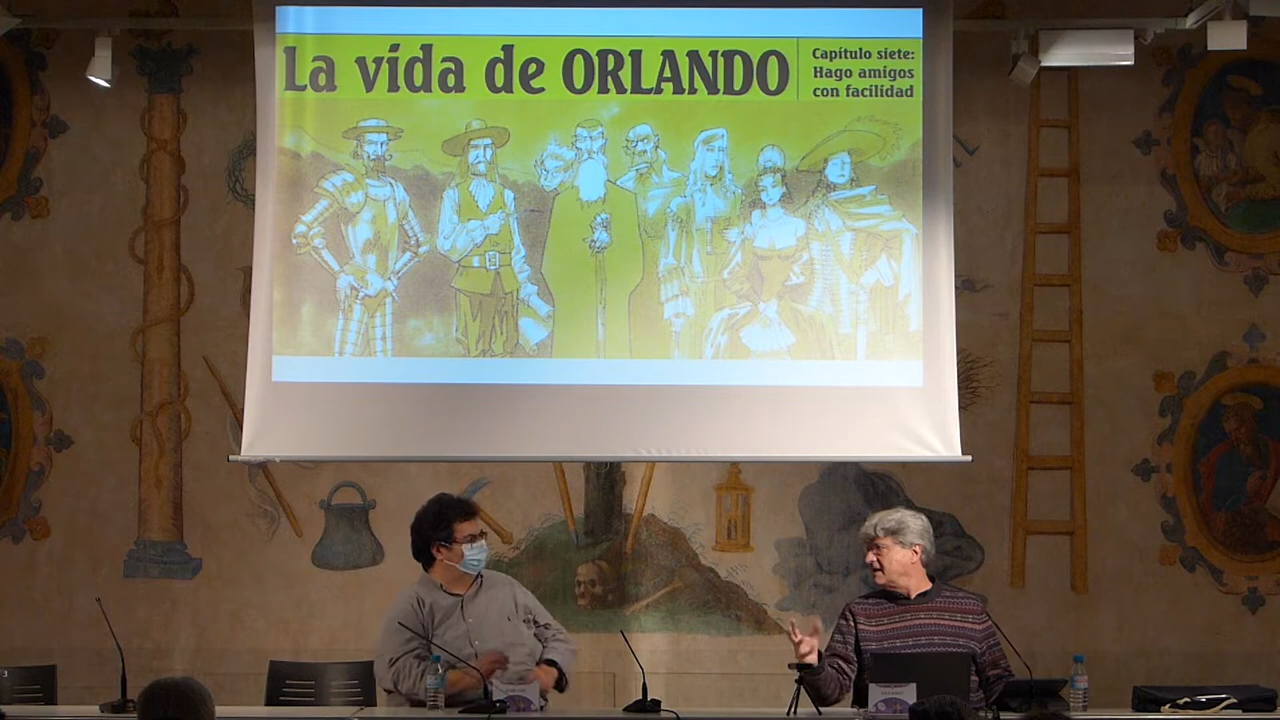 La vida de ORLANDO
Capítulo siete:
Hago amigos
con facilidad